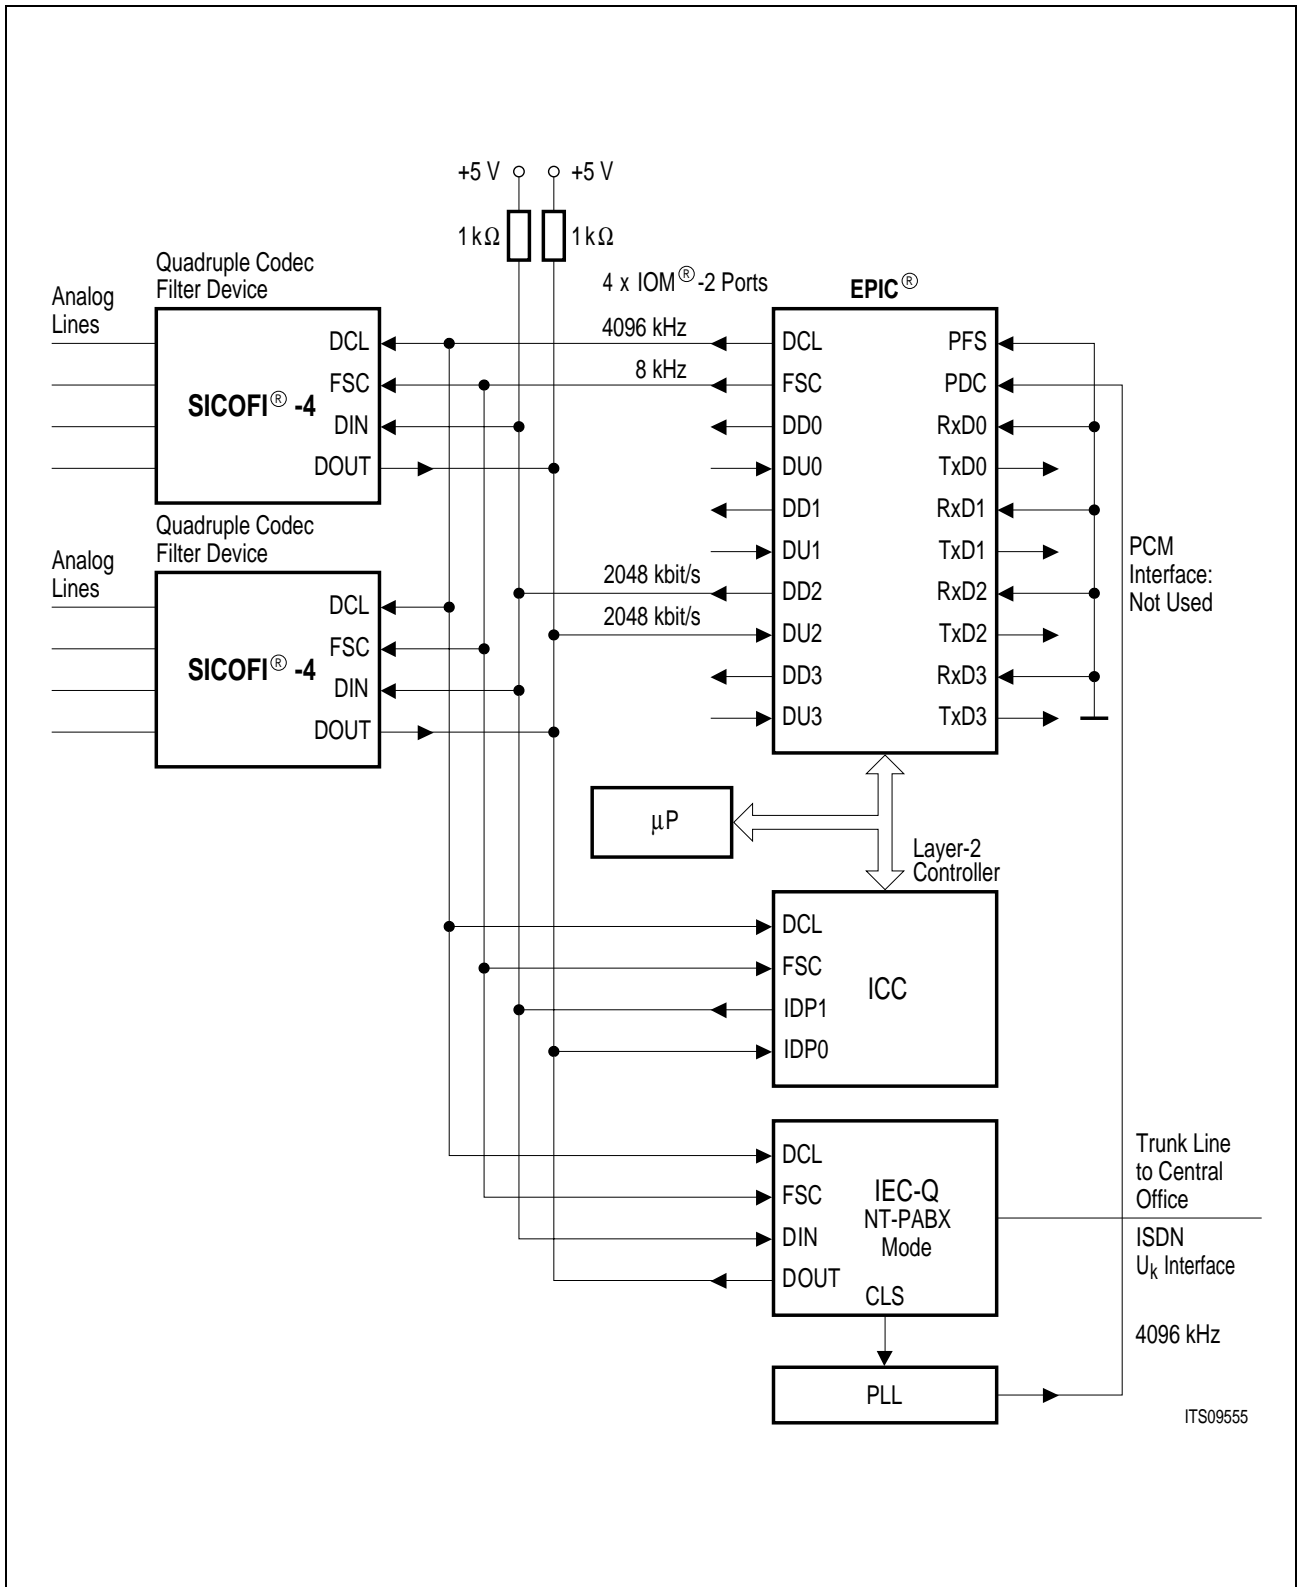 +5 V
+5 V
1 kΩ
1 kΩ
Quadruple Codec
Filter Device
Analog
Lines
DCL
FSC
DIN
DOUT
SICOFI® -4
Quadruple Codec
Filter Device
Analog
Lines
DCL
FSC
DIN
DOUT
SICOFI® -4
4 x IOM®-2 Ports
4096 kHz
8 kHz
2048 kbit/s
2048 kbit/s
EPIC®
DCL
FSC
DD0
DU0
DD1
DU1
DD2
DU2
DD3
DU3
PFS
PDC
RxD0
TxD0
RxD1
TxD1
RxD2
TxD2
RxD3
TxD3
PCM
Interface:
Not Used
µP
Layer-2
Controller
DCL
FSC
IDP1
IDP0
ICC
DCL
FSC
DIN
DOUT
IEC-Q
NT-PABX
Mode
CLS
Trunk Line
to Central
Office
ISDN
Uk Interface
4096 kHz
PLL
ITS09555